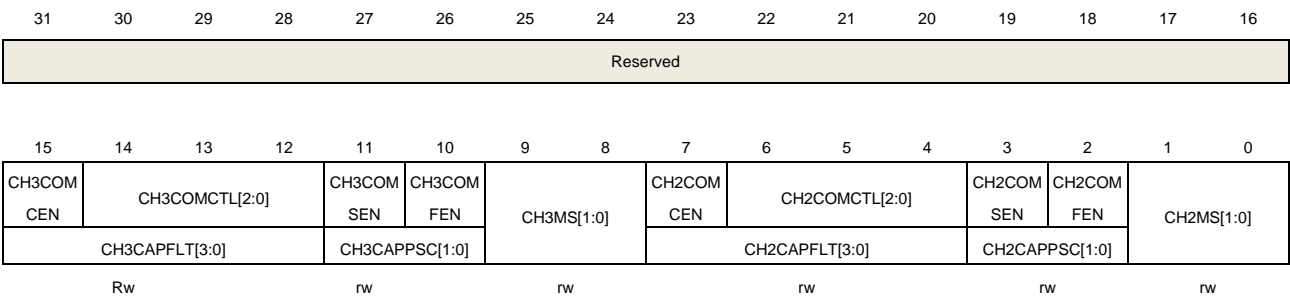 31 30 29 28 27 26 25 24 23 22 21 20 19 18 17 16
Reserved
15 14 13 12 11 10 9 8 7 6 5 4 3 2 1 0
CH3COM CH3COMCTL[2:0] CH3COM CH3COM CH3MS[1:0] CH2COM CH2COMCTL[2:0] CH2COM CH2COM CH2MS[1:0]
CEN SEN FEN CEN SEN FEN
CH3CAPFLT[3:0] CH3CAPPSC[1:0] CH2CAPFLT[3:0] CH2CAPPSC[1:0]
Rw rw rw rw rw rw